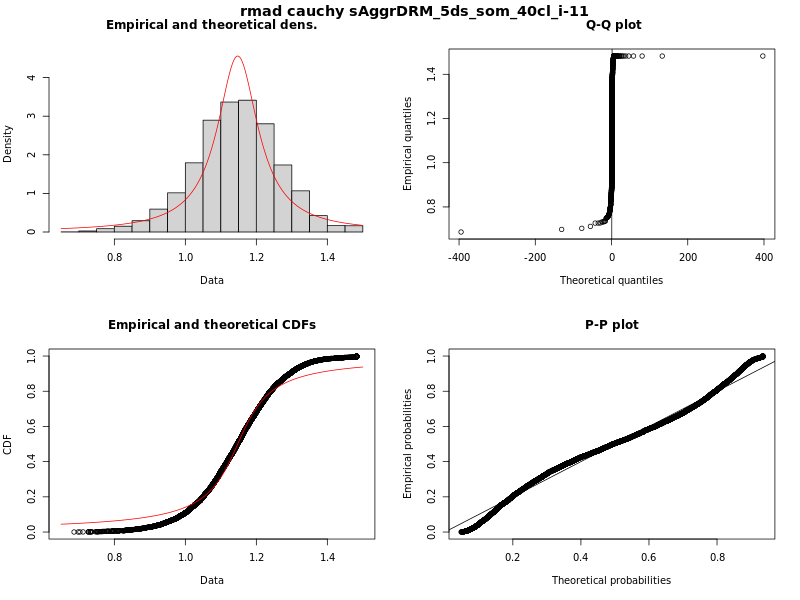 rmad cauchy sAggrDRM_5ds_som_40cl_i-11
Empirical and theoretical dens.
Density
0 1 2 3 4
0.8 1.0 1.2 1.4
Data
Q-Q plot
Empirical quantiles
0.8 1.0 1.2 1.4
-400 -200 0 200 400
Theoretical quantiles
Empirical and theoretical CDFs
CDF
0.0 0.2 0.4 0.6 0.8 1.0
0.8 1.0 1.2 1.4
Data
P-P plot
Empirical probabilities
0.0 0.2 0.4 0.6 0.8 1.0
0.2 0.4 0.6 0.8
Theoretical probabilities